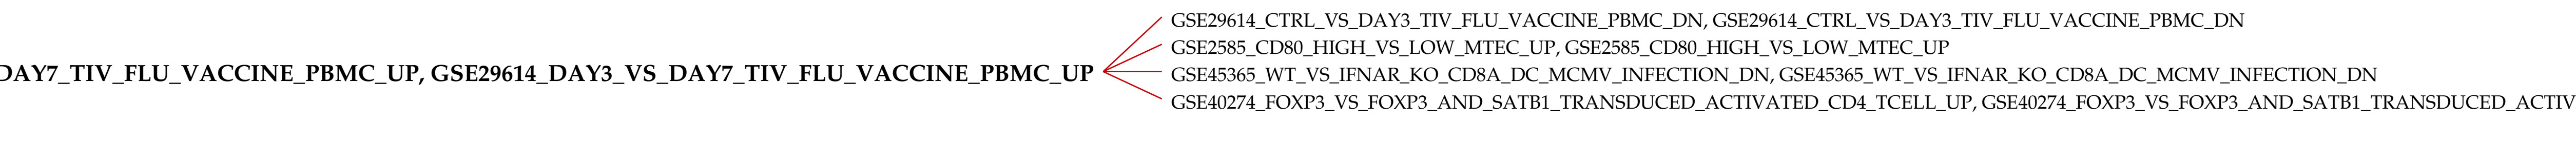 GSE29614_CTRL_VS_DAY3_TIV_FLU_VACCINE_PBMC_DN, GSE29614_CTRL_VS_DAY3_TIV_FLU_VACCINE_PBMC_DN
GSE2585_CD80_HIGH_VS_LOW_MTEC_UP, GSE2585_CD80_HIGH_VS_LOW_MTEC_UP
DAY7_TIV_FLU_VACCINE_PBMC_UP, GSE29614_DAY3_VS_DAY7_TIV_FLU_VACCINE_PBMC_UP
GSE45365_WT_VS_IFNAR_KO_CD8A_DC_MCMV_INFECTION_DN, GSE45365_WT_VS_IFNAR_KO_CD8A_DC_MCMV_INFECTION_DN
GSE40274_FOXP3_VS_FOXP3_AND_SATB1_TRANSDUCED_ACTIVATED_CD4_TCELL_UP, GSE40274_FOXP3_VS_FOXP3_AND_SATB1_TRANSDUCED_ACTIV